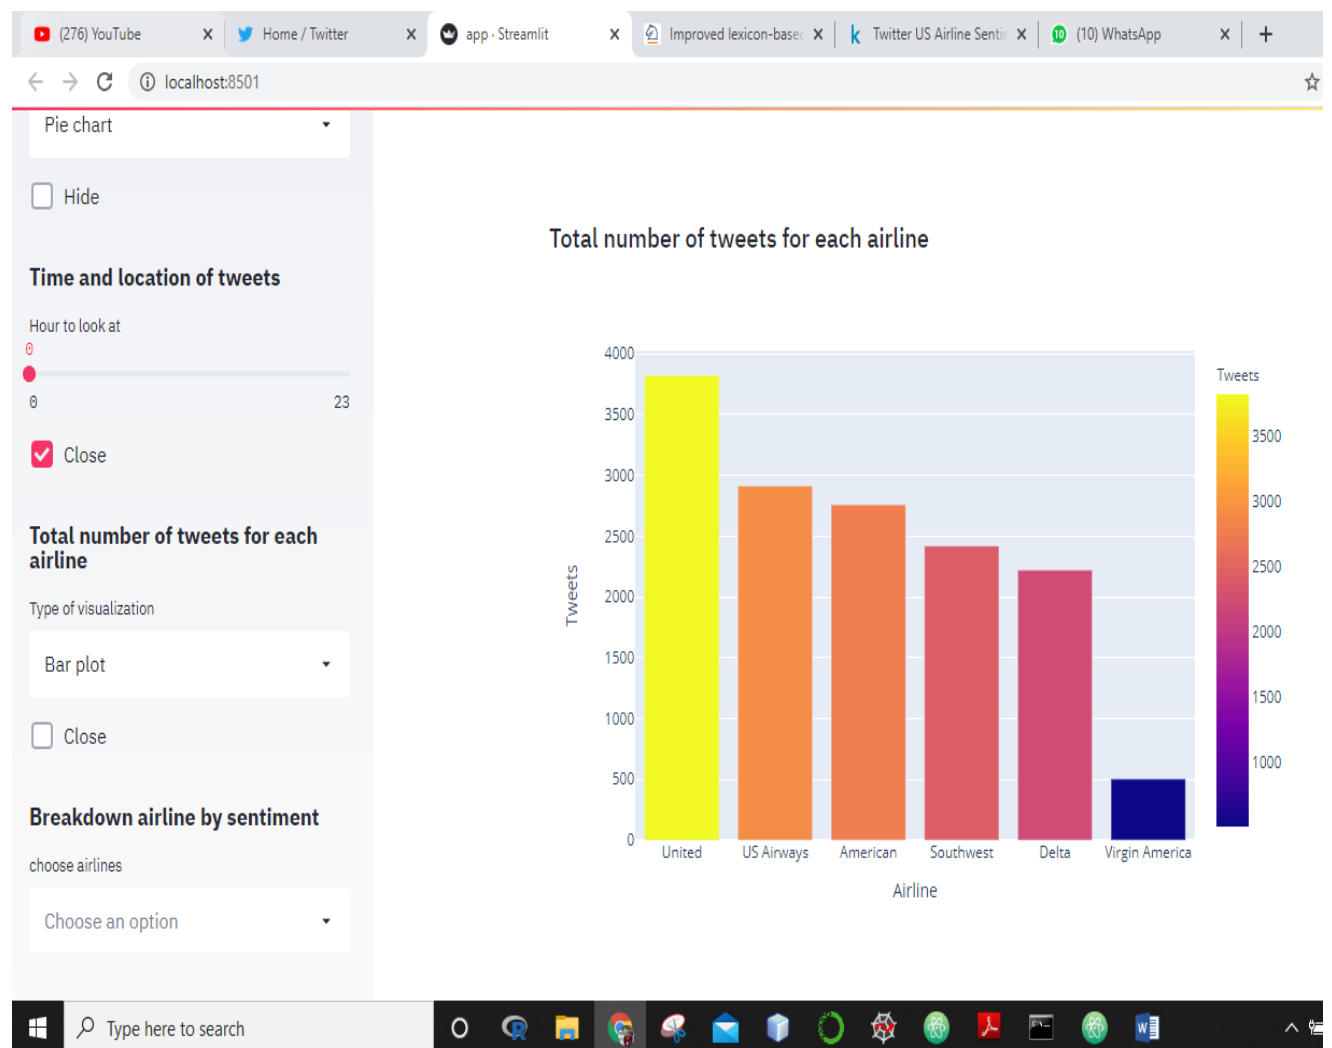 (276) YouTube
Home / Twitter
app · Streamlit
Improved lexicon-based
Twitter US Airline Sentim
10
(10) WhatsApp
localhost:8501
Pie chart
Hide
Time and location of tweets
Hour to look at
0
0 23
Close
Total number of tweets for each
airline
Type of visualization
Bar plot
Close
Breakdown airline by sentiment
choose airlines
Choose an option
Total number of tweets for each airline
4000
3500
3000
2500
2000
1500
1000
500
0
Tweets
United US Airways American Southwest Delta Virgin America
Airline
Tweets
3500
3000
2500
2000
1500
1000
Type here to search